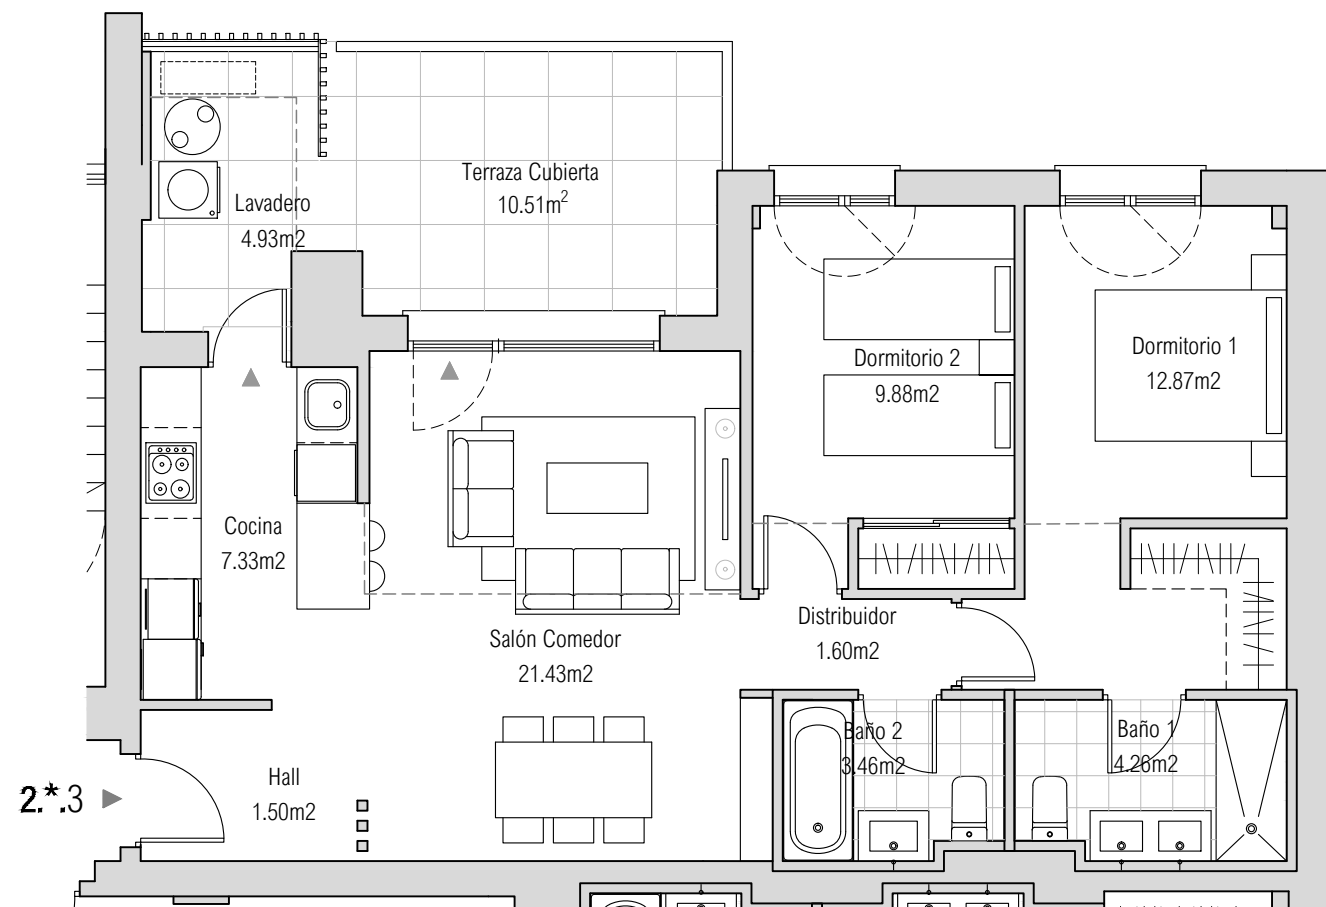 Terraza Cubierta
10.51m²
Lavadero
4.93m2
Dormitorio 2
9.88m2
Dormitorio 1
12.87m2
Cocina
7.33m2
Salón Comedor
21.43m2
Distribuidor
1.60m2
Baño 2
3.46m2
Baño 1
4.26m2
Hall
1.50m2
2.*.3